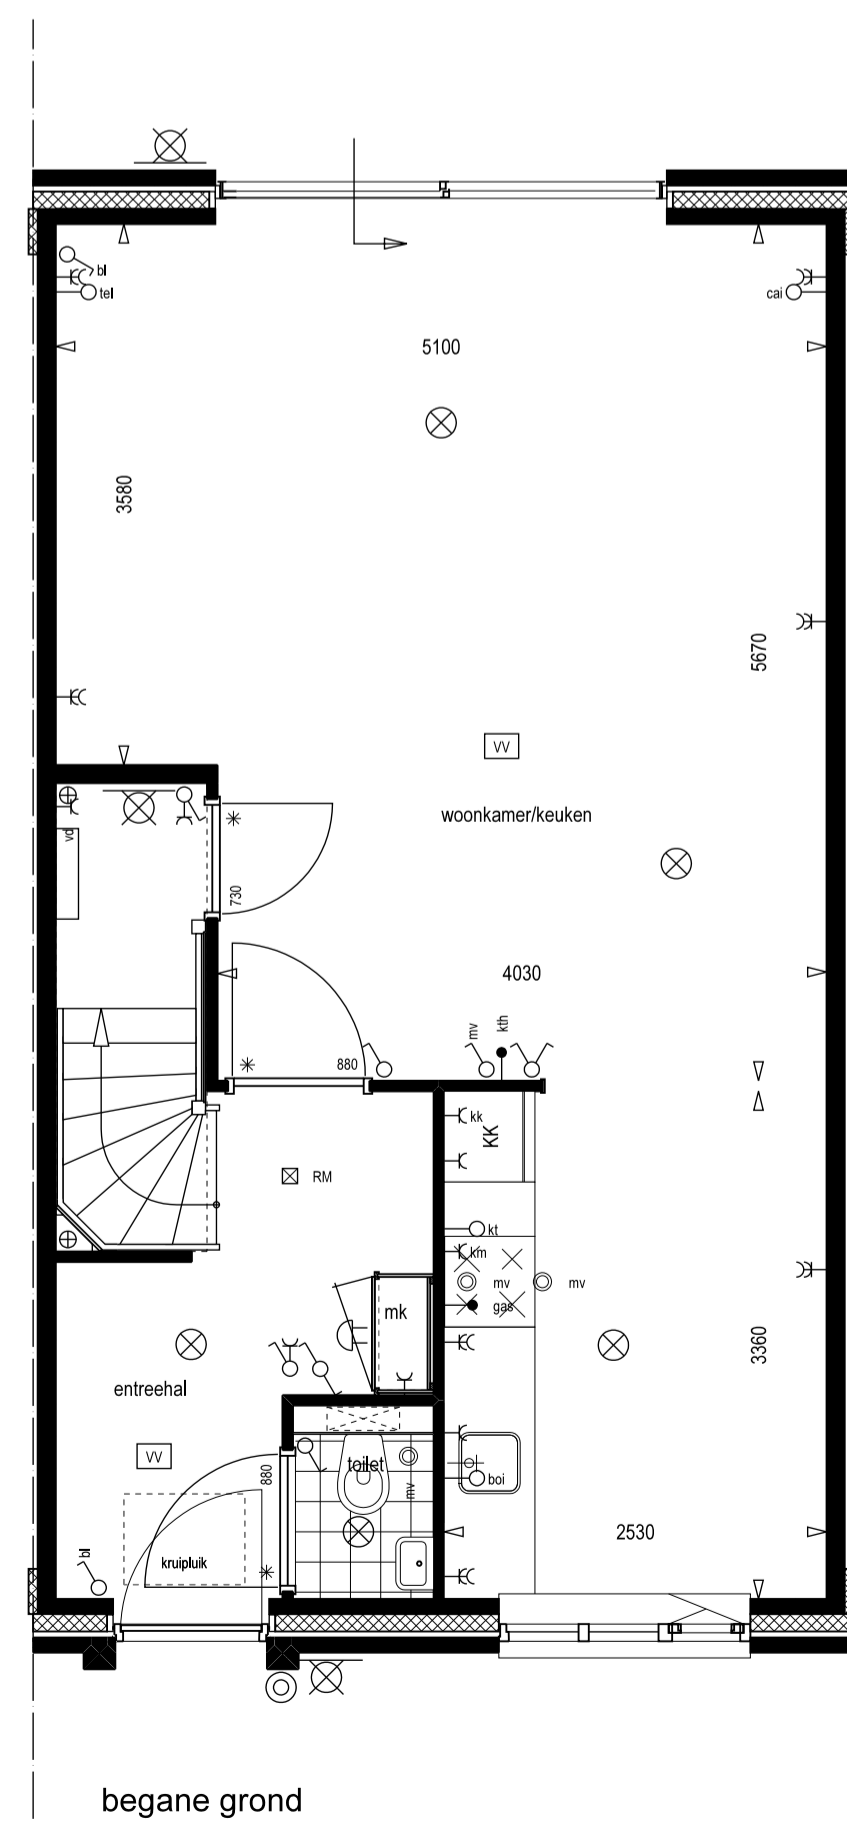 bl
tel
cai
5100
3580
5670
VV
woonkamer/keuken
vd
730
4030
mv
kth
880
kk
KK
RM
kt
km
mv
mv
gas
mk
3360
entreehal
VV
880
toilet
mv
boi
2530
bl
kruipluik
begane grond